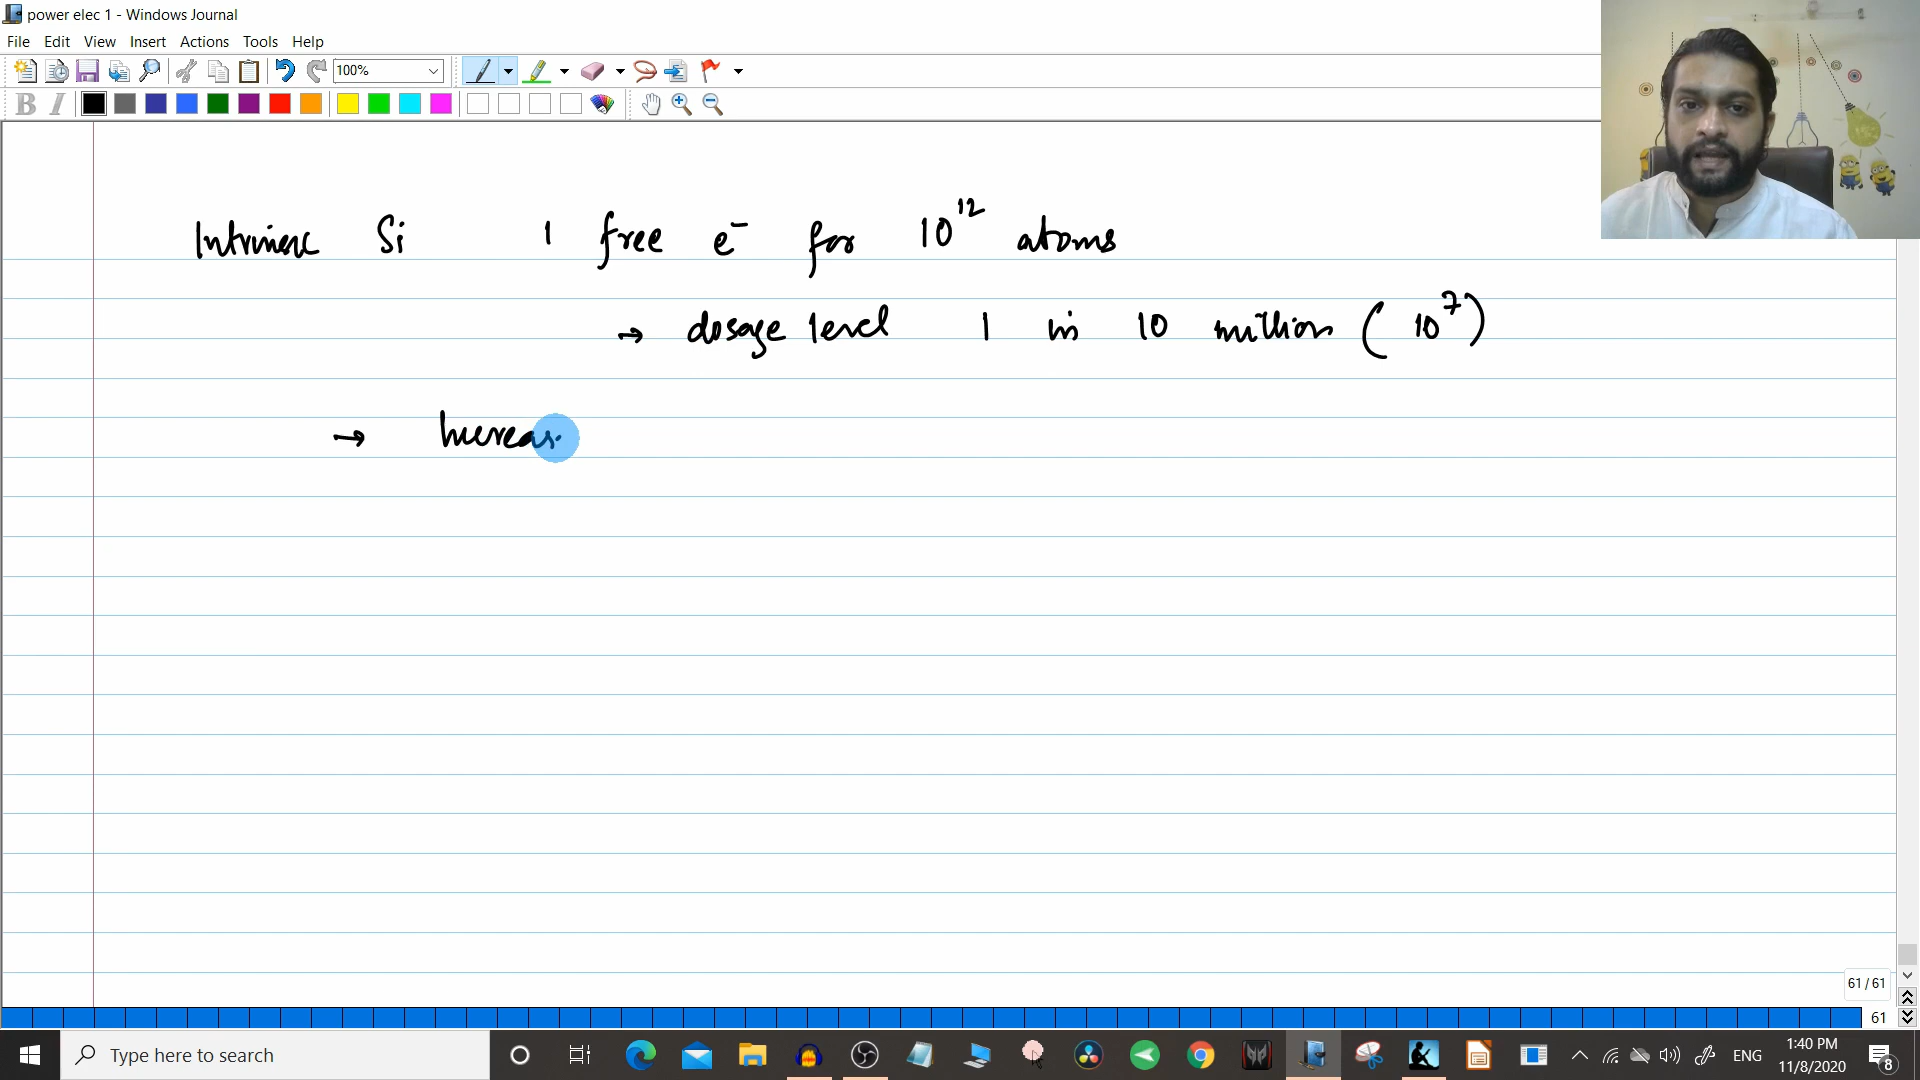 power elec 1 - Windows Journal
File Edit View Insert Actions Tools Help
100%
B I
Intrinsic Si 1 free e⁻ for 10¹² atoms
→ dosage level 1 in 10 million (10⁷)
→ Increas
61 / 61
61
Type here to search
ENG
1:40 PM
11/8/2020
8